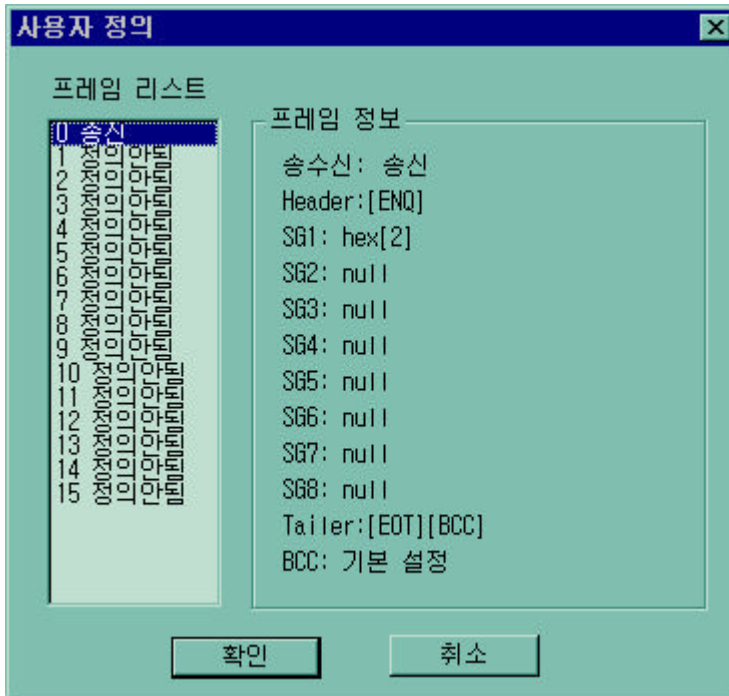 사용자 정의
프레임 리스트
0 송신
1 정의안됨
2 정의안됨
3 정의안됨
4 정의안됨
5 정의안됨
6 정의안됨
7 정의안됨
8 정의안됨
9 정의안됨
10 정의안됨
11 정의안됨
12 정의안됨
13 정의안됨
14 정의안됨
15 정의안됨
프레임 정보
송수신: 송신
Header:[ENQ]
SG1: hex[2]
SG2: null
SG3: null
SG4: null
SG5: null
SG6: null
SG7: null
SG8: null
Tailer:[EOT][BCC]
BCC: 기본 설정
확인
취소